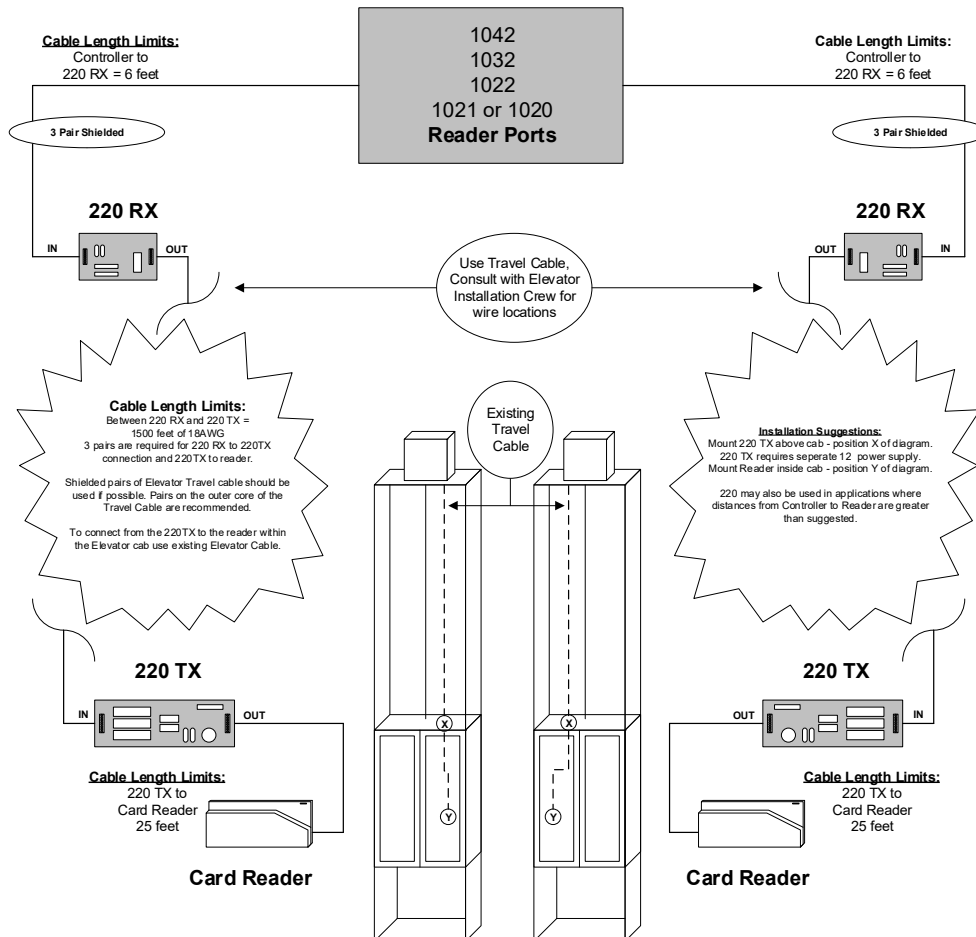 Cable Length Limits:
Controller to
220 RX = 6 feet
3 Pair Shielded
1042
1032
1022
1021 or 1020
Reader Ports
Cable Length Limits:
Controller to
220 RX = 6 feet
3 Pair Shielded
220 RX
IN
OUT
220 RX
OUT
IN
Use Travel Cable,
Consult with Elevator
Installation Crew for
wire locations
Cable Length Limits:
Between 220 RX and 220 TX =
1500 feet of 18AWG
3 pairs are required for 220 RX to 220TX
connection and 220TX to reader.
Shielded pairs of Elevator Travel cable should be
used if possible. Pairs on the outer core of the
Travel Cable are recommended.
To connect from the 220TX to the reader within
the Elevator cab use existing Elevator Cable.
Existing
Travel
Cable
Installation Suggestions:
Mount 220 TX above cab - position X of diagram.
220 TX requires seperate 12 power supply.
Mount Reader inside cab - position Y of diagram.
220 may also be used in applications where
distances from Controller to Reader are greater
than suggested.
220 TX
IN
OUT
Cable Length Limits:
220 TX to
Card Reader
25 feet
Card Reader
X
Y
X
Y
220 TX
OUT
IN
Cable Length Limits:
220 TX to
Card Reader
25 feet
Card Reader